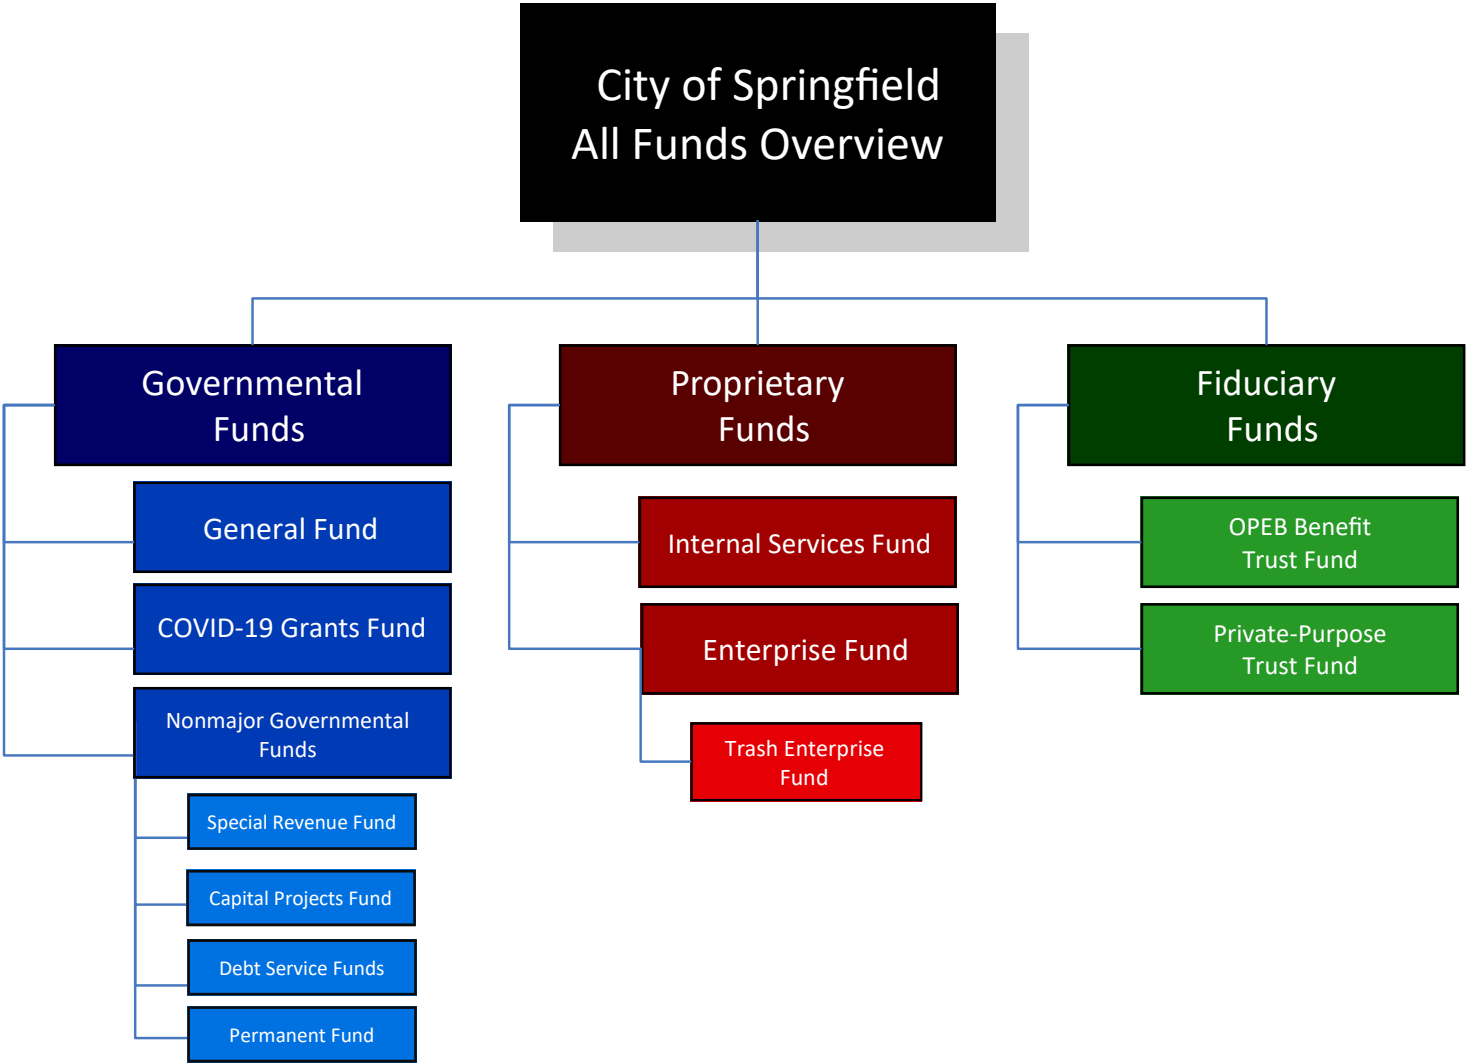 City of Springfield
All Funds Overview
Governmental
Funds
General Fund
COVID-19 Grants Fund
Nonmajor Governmental
Funds
Special Revenue Fund
Capital Projects Fund
Debt Service Funds
Permanent Fund
Proprietary
Funds
Internal Services Fund
Enterprise Fund
Trash Enterprise
Fund
Fiduciary
Funds
OPEB Benefit
Trust Fund
Private-Purpose
Trust Fund